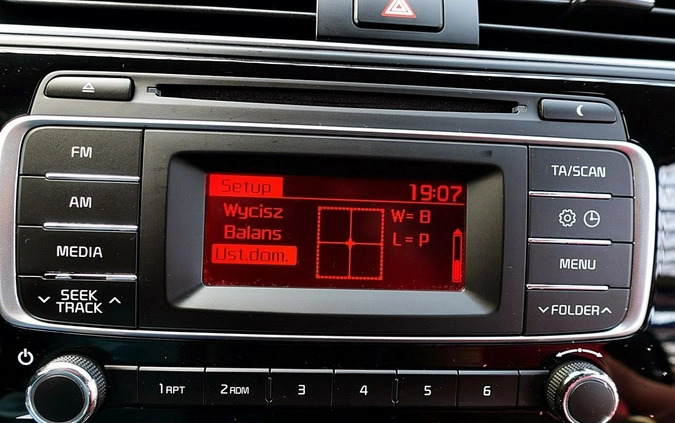 FM
AM
MEDIA
SEEK
TRACK
Setup 19:07
Wycisz W= B
Balans L= P
Ust.dom.
TA/SCAN
MENU
FOLDER
1 RPT 2 RDM 3 4 5 6